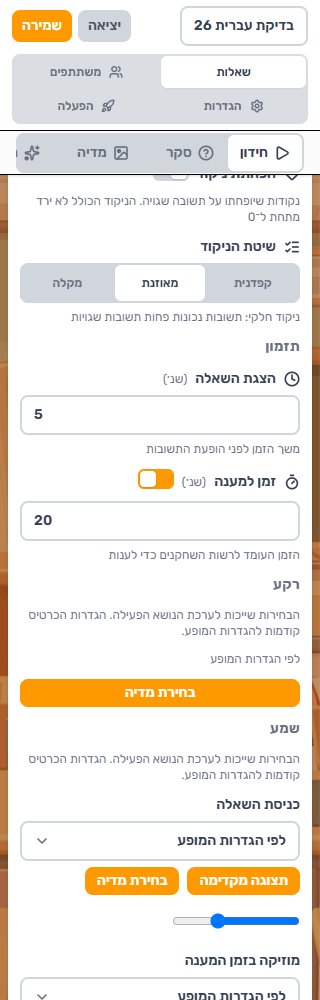 בדיקת עברית 26
יציאה
שמירה
שאלות
משתתפים
הגדרות
הפעלה
חידון
סקר
מדיה
נקודות שיופחתו על תשובה שגויה. הניקוד הכולל לא ירד
מתחת ל־0
שיטת הניקוד
קפדנית
מאוזנת
מקלה
ניקוד חלקי: תשובות נכונות פחות תשובות שגויות
תזמון
הצגת השאלה (שנ׳)
5
משך הזמן לפני הופעת התשובות
זמן למענה (שנ׳)
20
הזמן העומד לרשות השחקנים כדי לענות
רקע
הבחירות שייכות לערכת הנושא הפעילה. הגדרות הכרטיס
קודמות להגדרות המופע.
לפי הגדרות המופע
בחירת מדיה
שמע
הבחירות שייכות לערכת הנושא הפעילה. הגדרות הכרטיס
קודמות להגדרות המופע.
כניסת השאלה
לפי הגדרות המופע
תצוגה מקדימה
בחירת מדיה
מוזיקה בזמן המענה
לפי הגדרות המופע